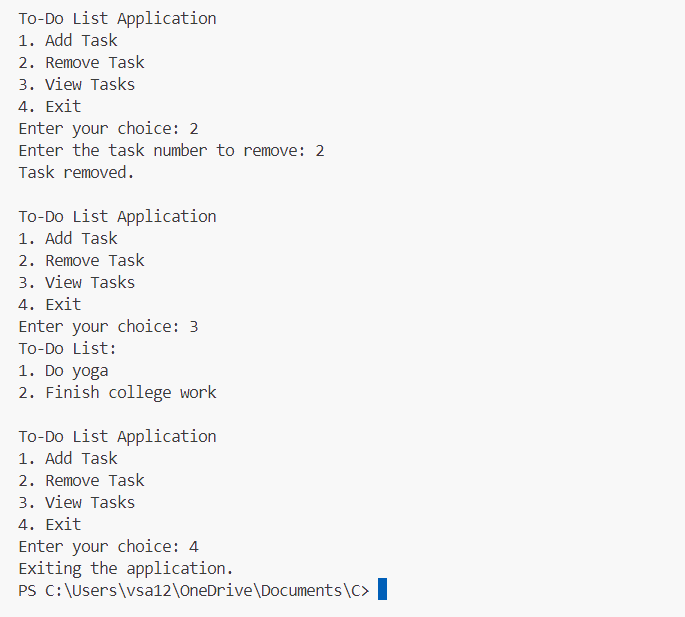 To-Do List Application
1. Add Task
2. Remove Task
3. View Tasks
4. Exit
Enter your choice: 2
Enter the task number to remove: 2
Task removed.

To-Do List Application
1. Add Task
2. Remove Task
3. View Tasks
4. Exit
Enter your choice: 3
To-Do List:
1. Do yoga
2. Finish college work

To-Do List Application
1. Add Task
2. Remove Task
3. View Tasks
4. Exit
Enter your choice: 4
Exiting the application.
PS C:\Users\vsa12\OneDrive\Documents\C>